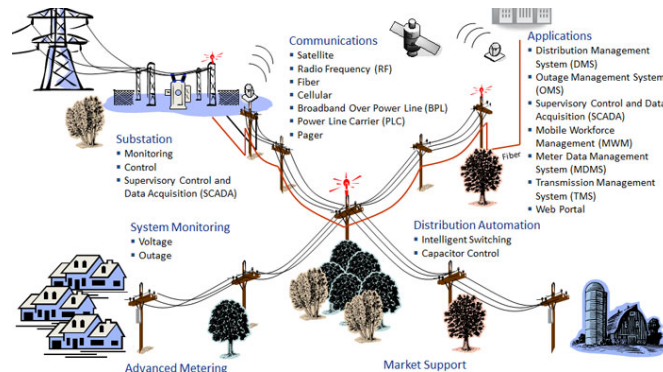 Communications
Satellite
Radio Frequency (RF)
Fiber
Cellular
Broadband Over Power Line (BPL)
Power Line Carrier (PLC)
Pager
Applications
Distribution Management
System (DMS)
Outage Management System
(OMS)
Supervisory Control and Data
Acquisition (SCADA)
Mobile Workforce
Management (MWM)
Meter Data Management
System (MDMS)
Transmission Management
System (TMS)
Web Portal
Fiber
Substation
Monitoring
Control
Supervisory Control and
Data Acquisition (SCADA)
System Monitoring
Voltage
Outage
Distribution Automation
Intelligent Switching
Capacitor Control
Advanced Metering
Market Support